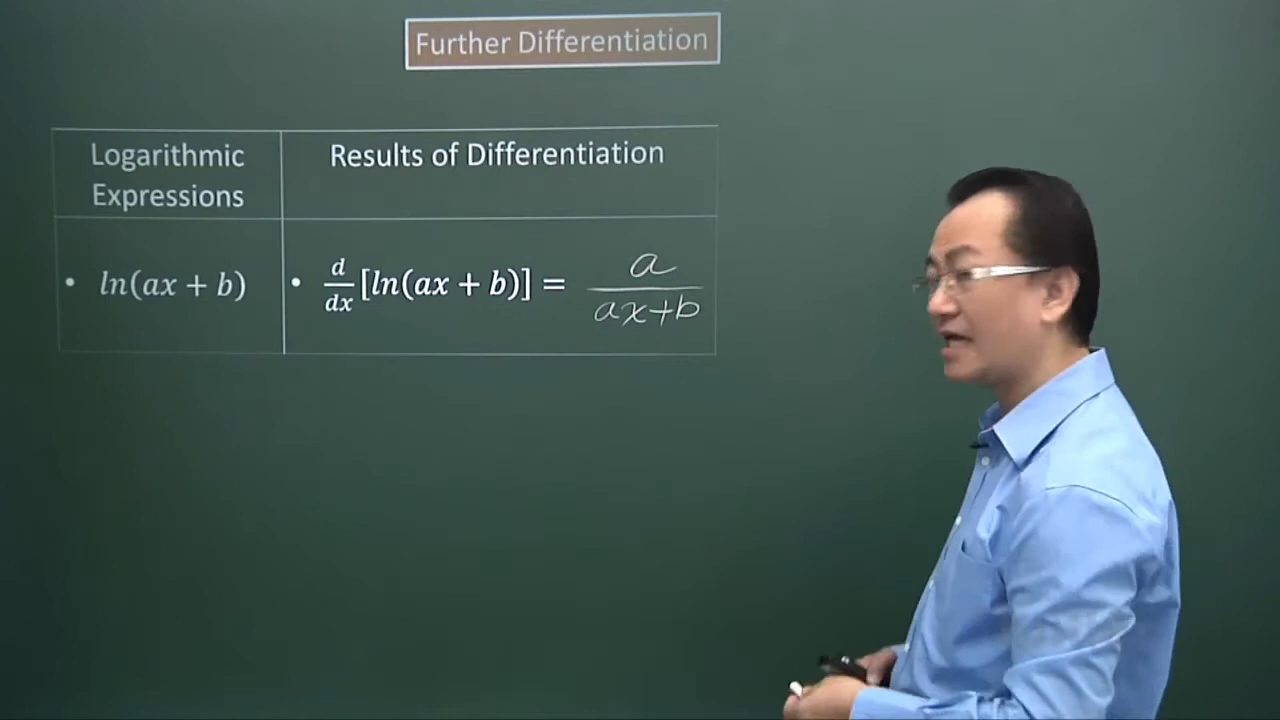 Further Differentiation
Logarithmic
Expressions
Results of Differentiation
• ln(ax + b)
• d/dx [ln(ax + b)] = a/ax+b